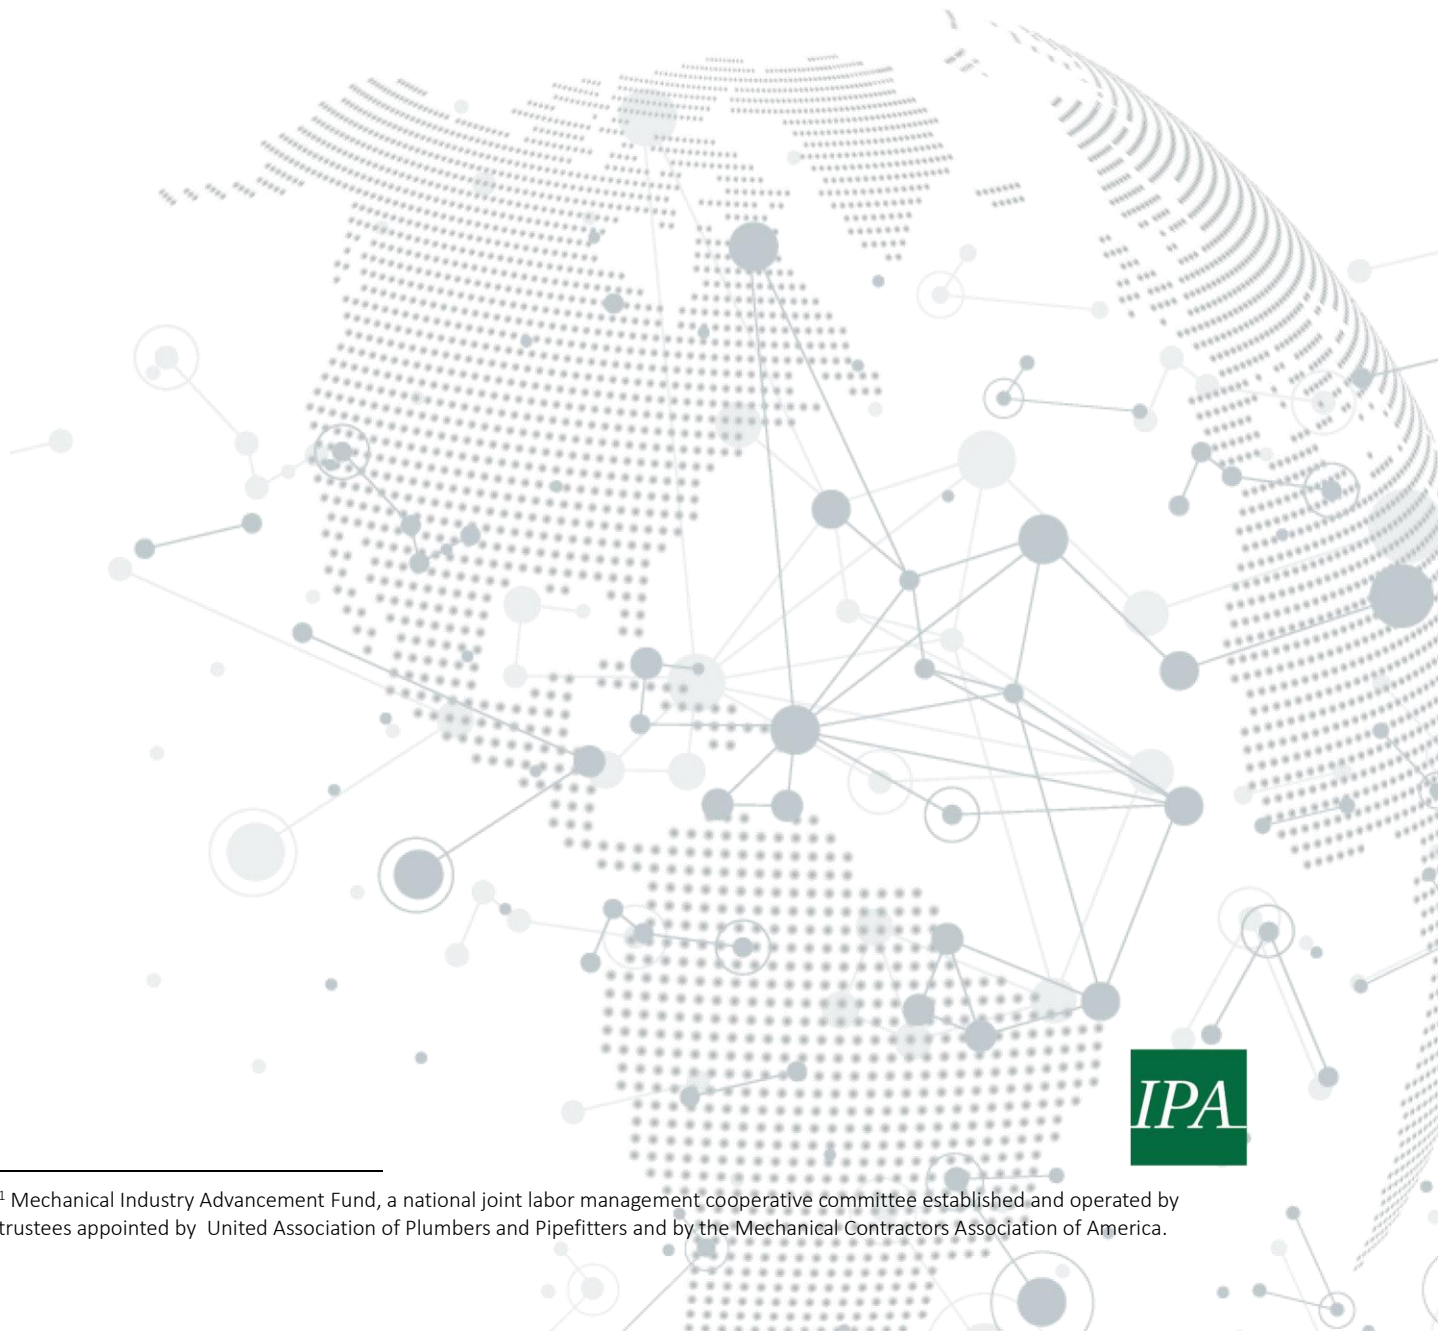 IPA
1 Mechanical Industry Advancement Fund, a national joint labor management cooperative committee established and operated by
trustees appointed by  United Association of Plumbers and Pipefitters and by the Mechanical Contractors Association of America.